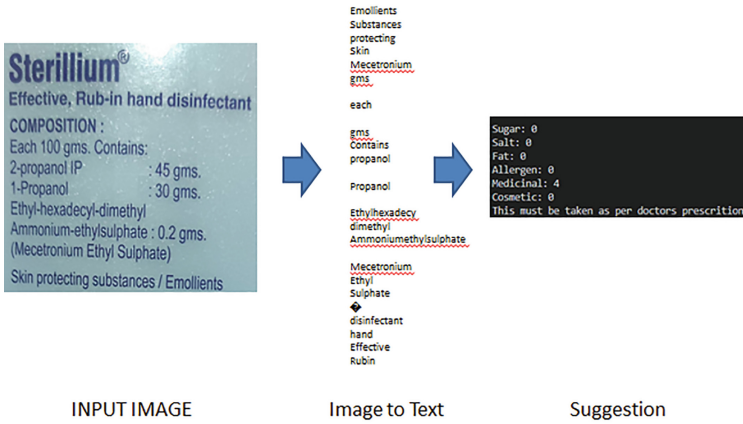 Sterillium®
Effective, Rub-in hand disinfectant
COMPOSITION :
Each 100 gms. Contains:
2-propanol IP : 45 gms.
1-Propanol : 30 gms.
Ethyl-hexadecyl-dimethyl
Ammonium-ethylsulphate : 0.2 gms.
(Mecetronium Ethyl Sulphate)
Skin protecting substances / Emollients
INPUT IMAGE
Emollients
Substances
protecting
Skin
Mecetronium
gms
each
gms
Contains
propanol
Propanol
Ethylhexadecy
dimethyl
Ammoniumethylsulphate
Mecetronium
Ethyl
Sulphate
�
disinfectant
hand
Effective
Rubin
Image to Text
Sugar: 0
Salt: 0
Fat: 0
Allergen: 0
Medicinal: 4
Cosmetic: 0
This must be taken as per doctors prescrition
Suggestion